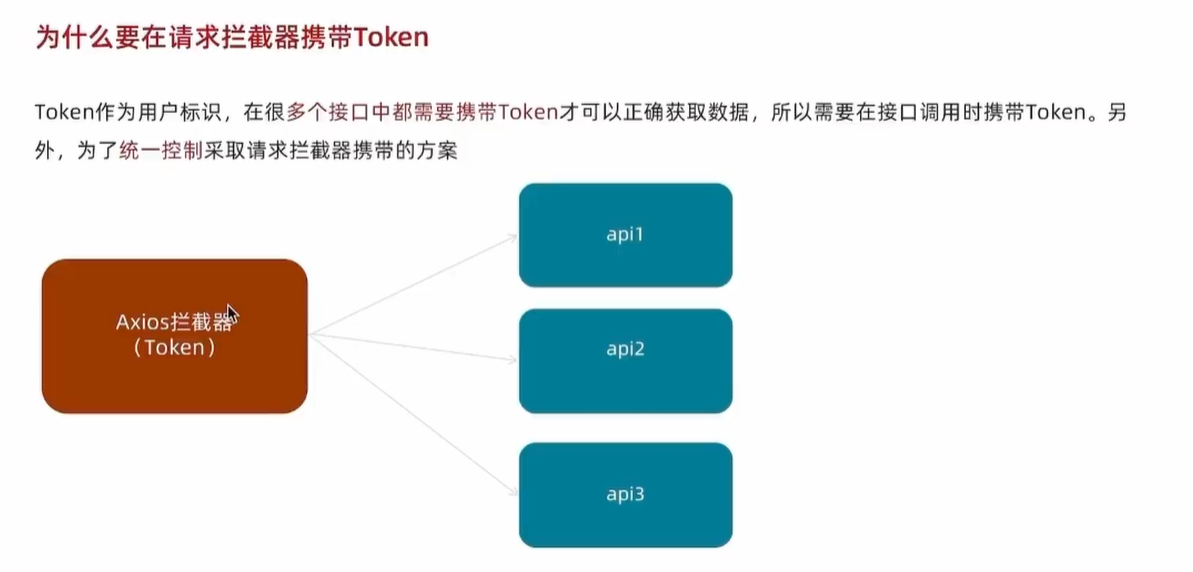 为什么要在请求拦截器携带Token
Token作为用户标识，在很多个接口中都需要携带Token才可以正确获取数据，所以需要在接口调用时携带Token。另
外，为了统一控制采取请求拦截器携带的方案
api1
Axios拦截器
（Token）
api2
api3